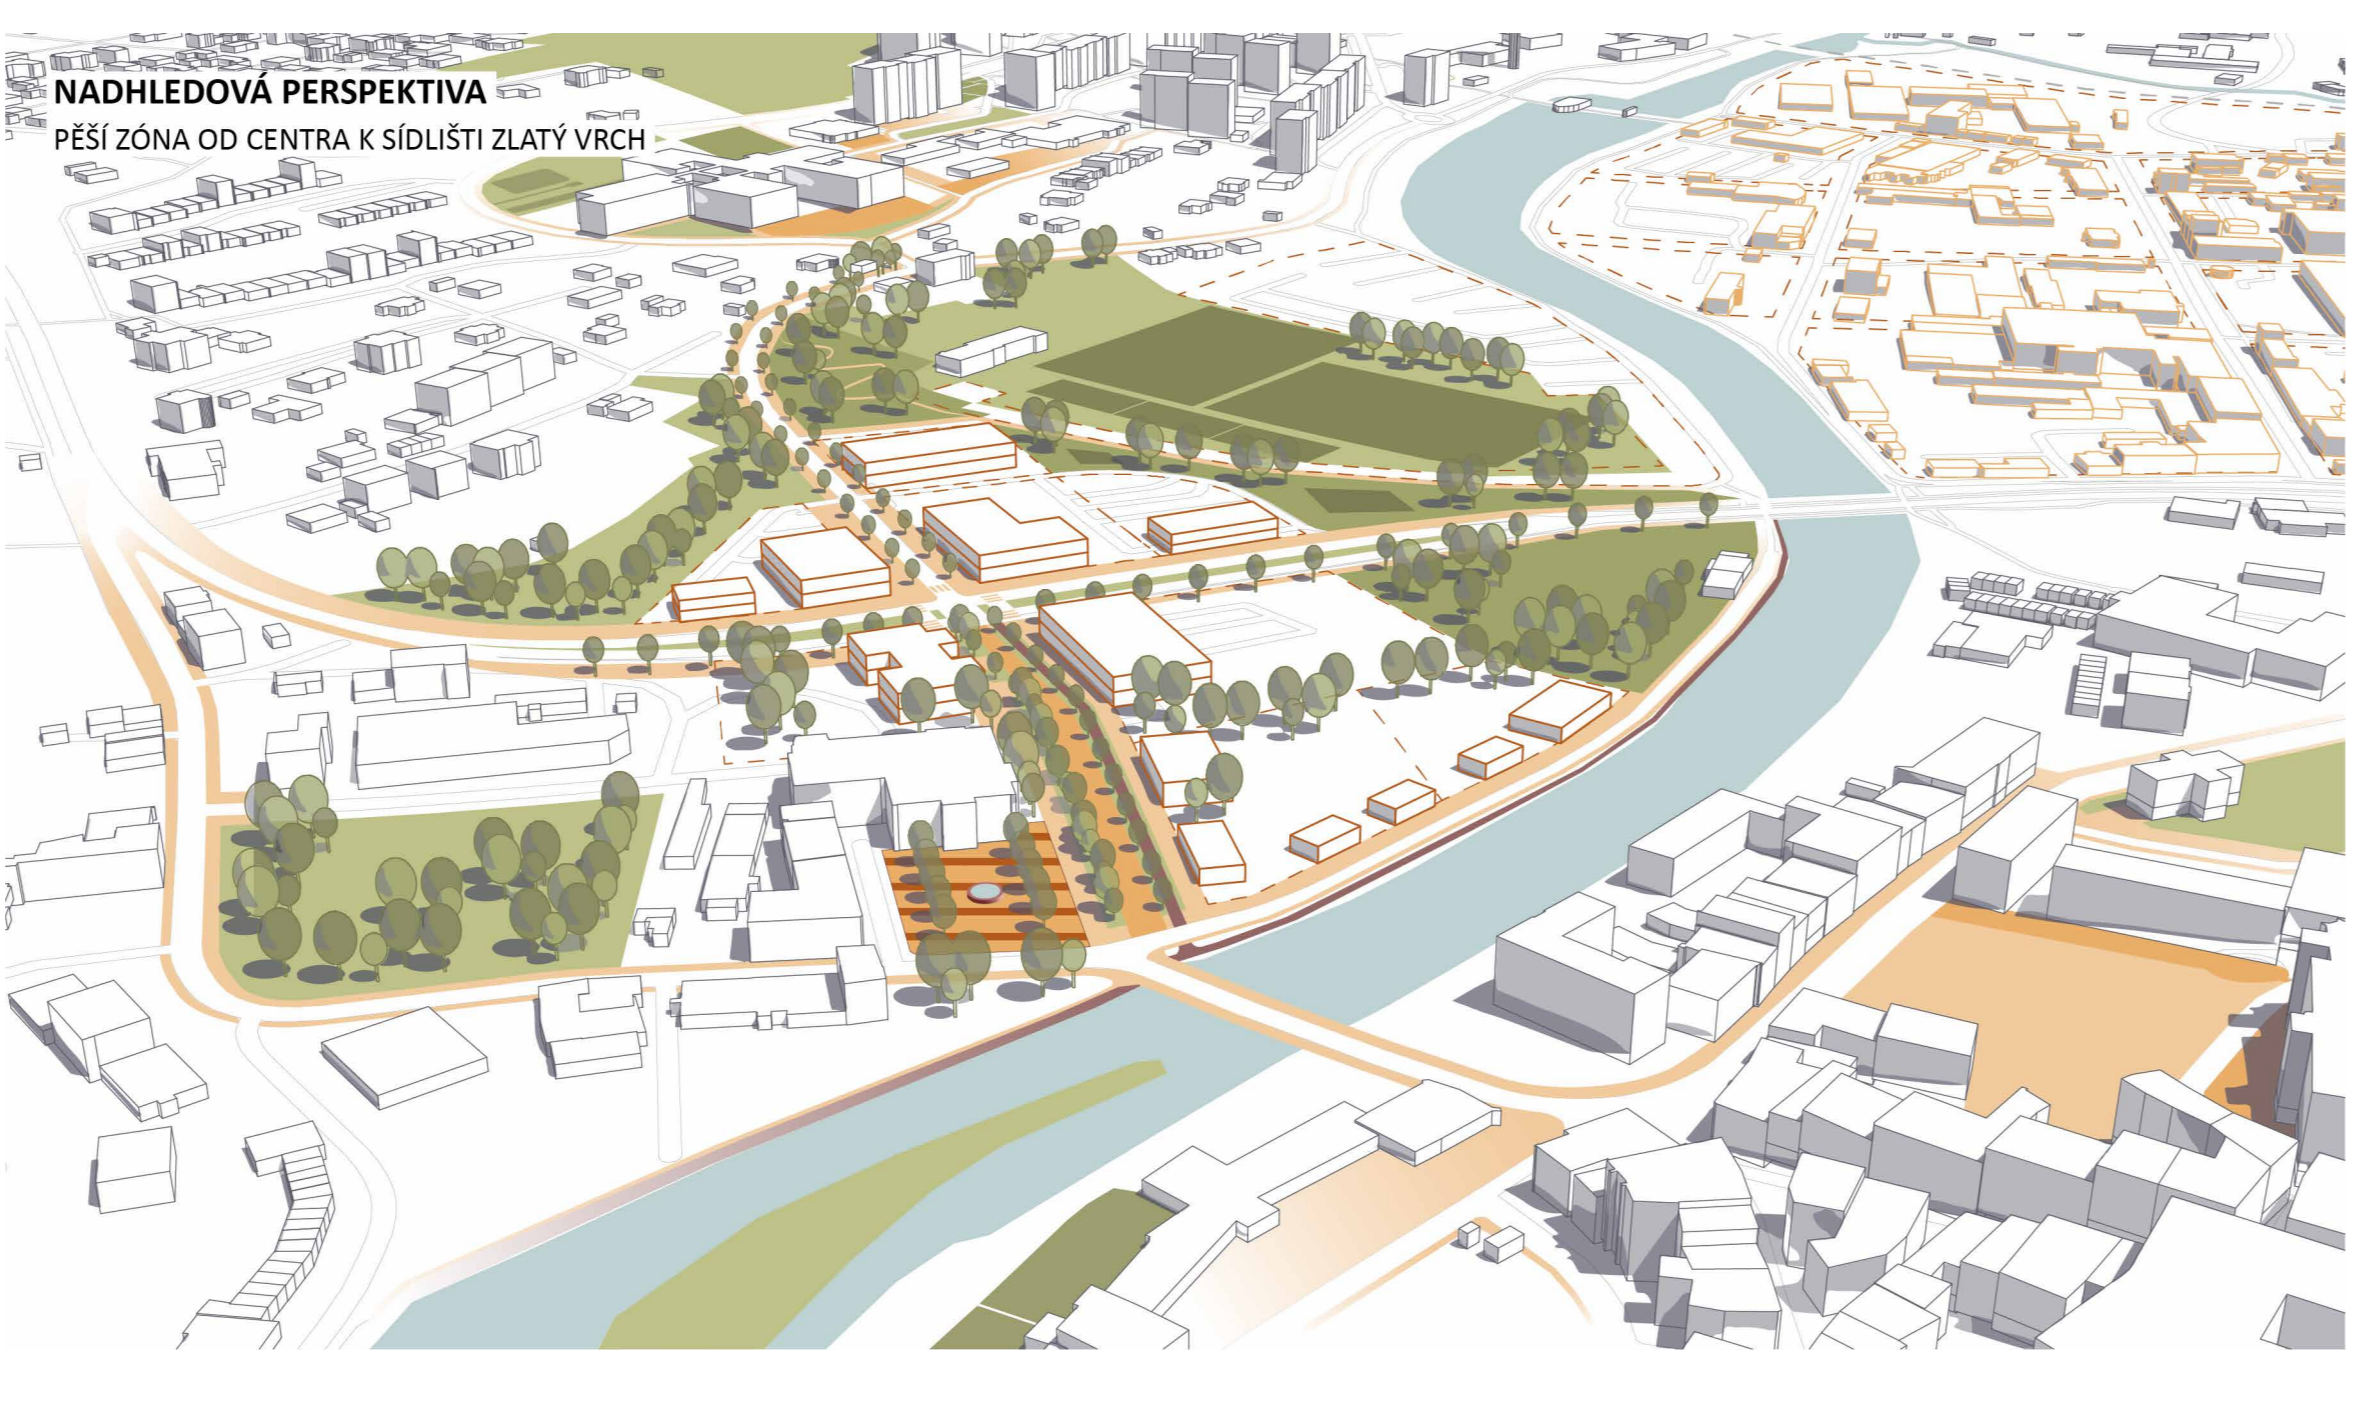 NADHLEDOVÁ PERSPEKTIVA
PĚŠÍ ZÓNA OD CENTRA K SÍDLIŠTI ZLATÝ VRCH